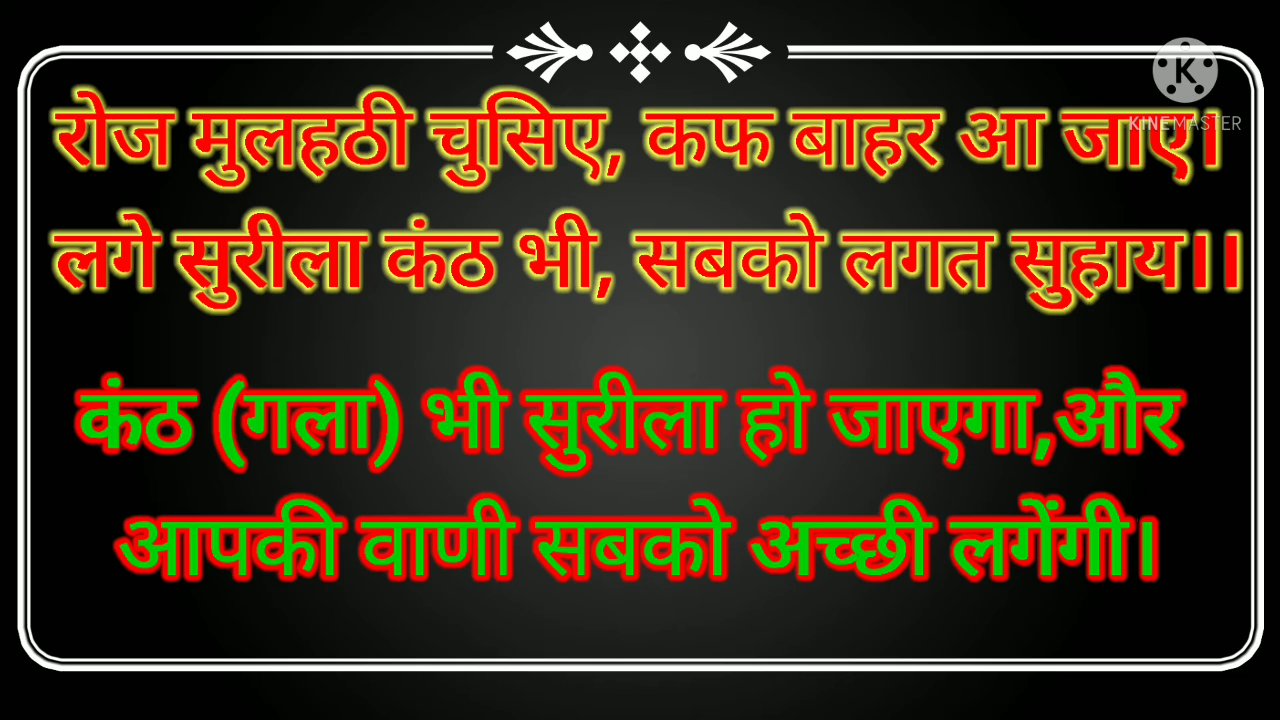 रोज मुलहठी चुसिए, कफ बाहर आ जाए।
लगे सुरीला कंठ भी, सबको लगत सुहाय।।
कंठ (गला) भी सुरीला हो जाएगा,और
आपकी वाणी सबको अच्छी लगेंगी।
K
KINEMASTER